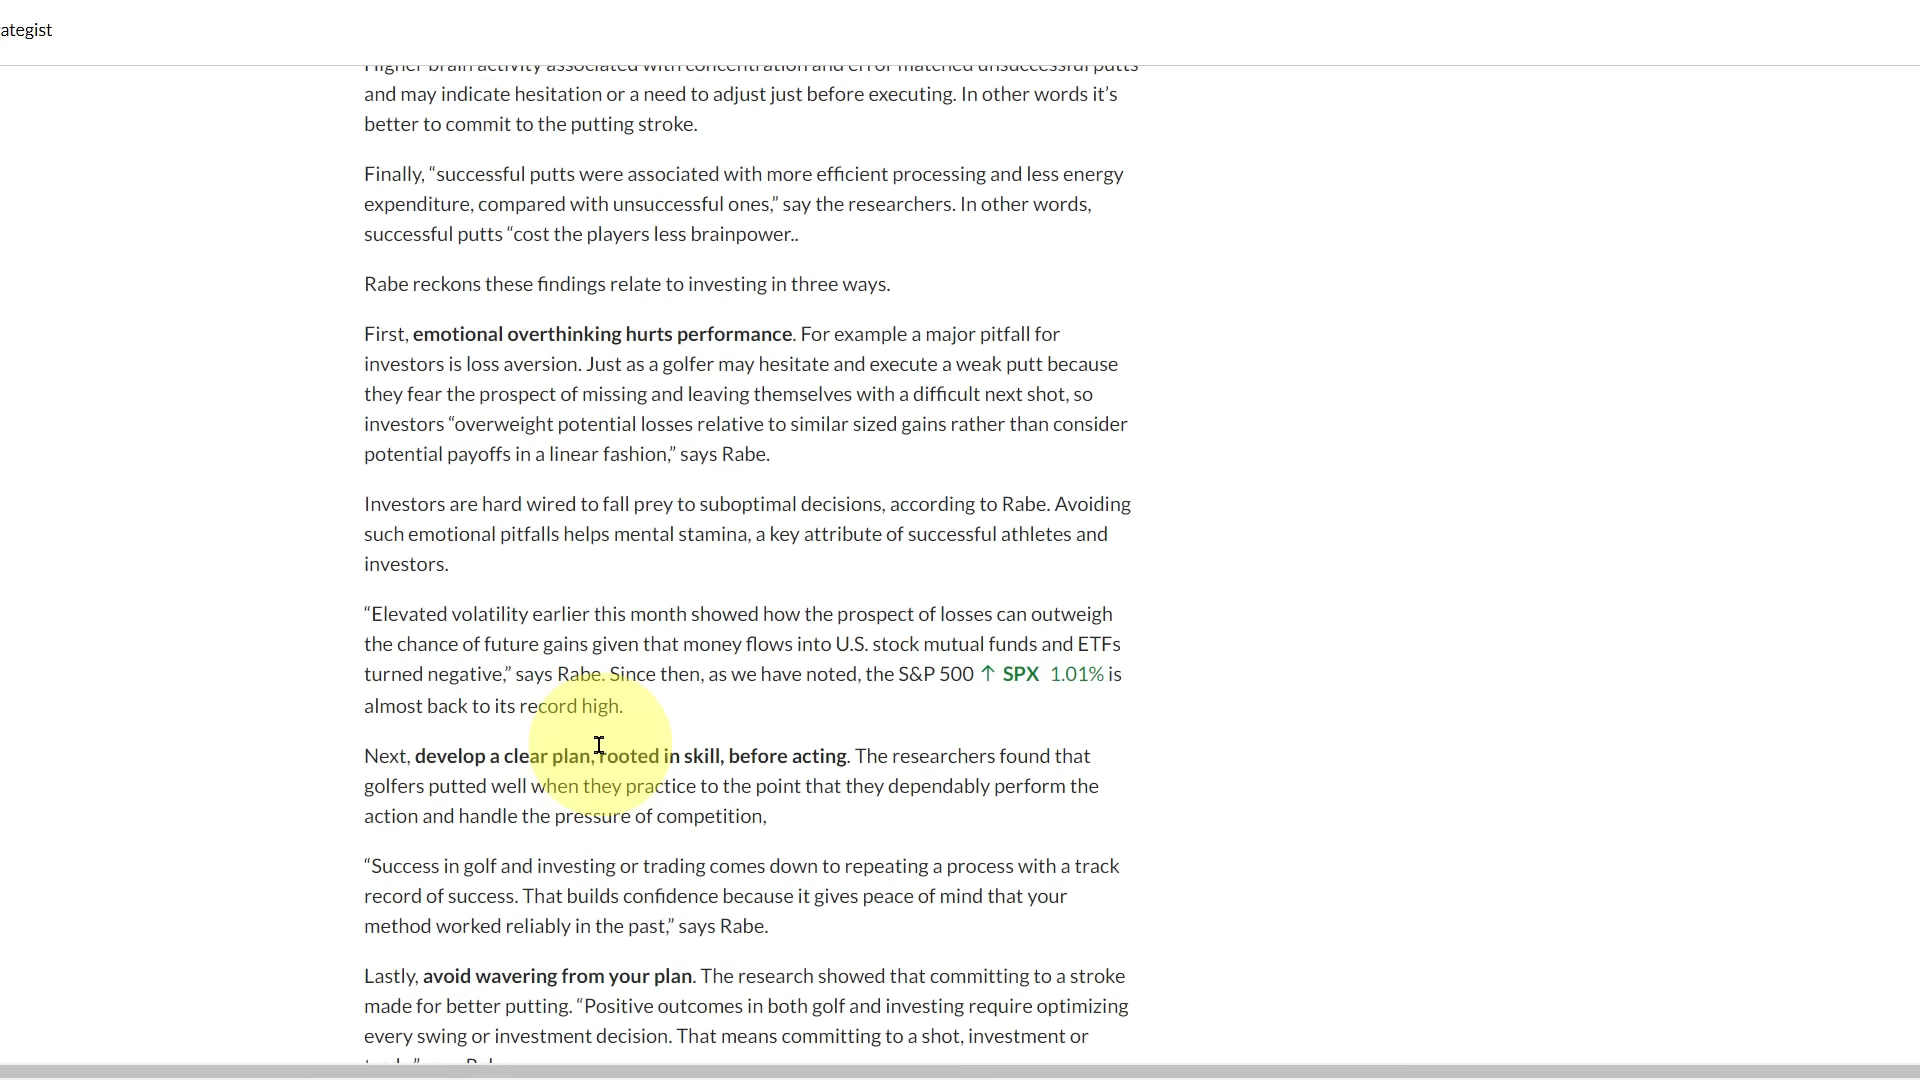 ategist
Higher brain activity associated with concentration and error matched unsuccessful putts
and may indicate hesitation or a need to adjust just before executing. In other words it’s
better to commit to the putting stroke.
Finally, “successful putts were associated with more efficient processing and less energy
expenditure, compared with unsuccessful ones,” say the researchers. In other words,
successful putts “cost the players less brainpower..
Rabe reckons these findings relate to investing in three ways.
First, emotional overthinking hurts performance. For example a major pitfall for
investors is loss aversion. Just as a golfer may hesitate and execute a weak putt because
they fear the prospect of missing and leaving themselves with a difficult next shot, so
investors “overweight potential losses relative to similar sized gains rather than consider
potential payoffs in a linear fashion,” says Rabe.
Investors are hard wired to fall prey to suboptimal decisions, according to Rabe. Avoiding
such emotional pitfalls helps mental stamina, a key attribute of successful athletes and
investors.
“Elevated volatility earlier this month showed how the prospect of losses can outweigh
the chance of future gains given that money flows into U.S. stock mutual funds and ETFs
turned negative,” says Rabe. Since then, as we have noted, the S&P 500 ↑ SPX 1.01% is
almost back to its record high.
Next, develop a clear plan, rooted in skill, before acting. The researchers found that
golfers putted well when they practice to the point that they dependably perform the
action and handle the pressure of competition,
“Success in golf and investing or trading comes down to repeating a process with a track
record of success. That builds confidence because it gives peace of mind that your
method worked reliably in the past,” says Rabe.
Lastly, avoid wavering from your plan. The research showed that committing to a stroke
made for better putting. “Positive outcomes in both golf and investing require optimizing
every swing or investment decision. That means committing to a shot, investment or